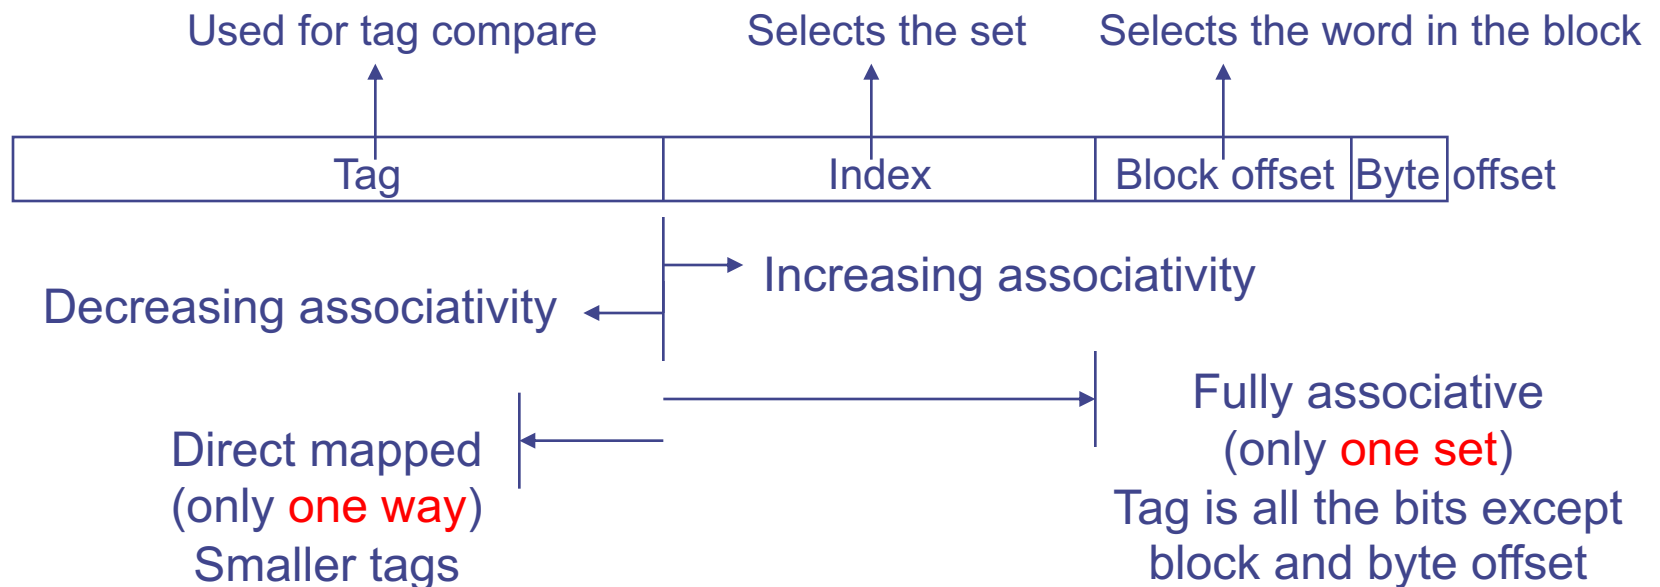 Used for tag compare
Selects the set
Selects the word in the block
Tag
Index
Block offset
Byte offset
Increasing associativity
Decreasing associativity
Fully associative
(only one set)
Tag is all the bits except
block and byte offset
Direct mapped
(only one way)
Smaller tags